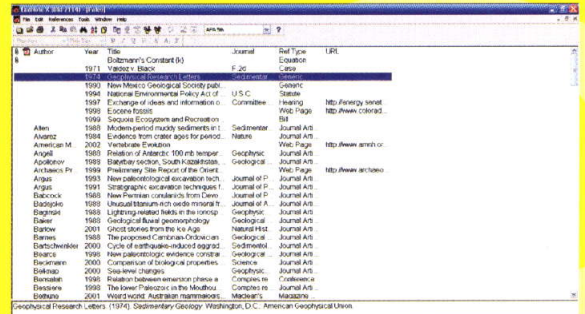 File Edit References Tools Window Help
APA 5th
Author Year Title Journal Ref Type URL
Boltzmann's Constant (k) Equation
1971 Valdez v. Black F.2d Case
1974 Geophysical Research Letters Sedimentar... Generic
1990 New Mexico Geological Society publ... Generic
1994 National Environmental Policy Act of ... U.S.C. Statute
1997 Exchange of ideas and information o... Committee ... Hearing http://energy.senat
1998 Eocene fossils Web Page http://www.colorad...
1999 Sequoia Ecosystem and Recreation Bill
Allen 1988 Modern-period muddy sediments in t... Sedimentar... Journal Arti...
Alvarez 1984 Evidence from crater ages for period... Nature Journal Arti...
American M... 2002 Vertebrate Evolution Web Page http://www.amnh.or...
Angell 1988 Relation of Antarctic 100 mb temper... Geophysic... Journal Arti...
Apollonov 1988 Batyrbay section, South Kazakhstan, ... Geological ... Journal Arti...
Archaeos Pr... 1999 Preliminary Site Report of the Orient... Web Page http://www.archaeo...
Argus 1993 New paleontological excavation tech... Journal of P... Journal Arti...
Argus 1991 Stratigraphic excavation techniques f... Journal of ... Journal Arti...
Babcock 1988 New Permian conulariids from Deve... Journal of P... Journal Arti...
Badejoko 1988 Unusual titanium-rich oxide mineral fr... Journal of A... Journal Arti...
Baginski 1988 Lightning-related fields in the ionosp... Geophysic... Journal Arti...
Baker 1988 Geological fluvial geomorphology Geological ... Journal Arti...
Barlow 2001 Ghost stories from the Ice Age Natural Hist... Journal Arti...
Barnes 1988 The proposed Cambrian-Ordovician ... Geological ... Journal Arti...
Bartschwinkler 2000 Cycle of earthquake-induced aggrad... Sedimentol... Journal Arti...
Bearce 1998 New paleontologic evidence constrai... Geological ... Journal Arti...
Beckmann 2000 Comparison of biological properties... Science Journal Arti...
Belknap 2000 Sea-level changes Geophysic... Journal Arti...
Bensalah 1998 Relation between emersion phase a... Comptes re... Conference ...
Bessiere 1998 The lower Paleozoic in the Mouthou... Comptes re... Journal Arti...
Bethune 2001 Weird world: Australian mammaloors... Maclean's Magazine ...
Geophysical Research Letters. (1974). Sedimentary Geology. Washington, D.C.: American Geophysical Union.